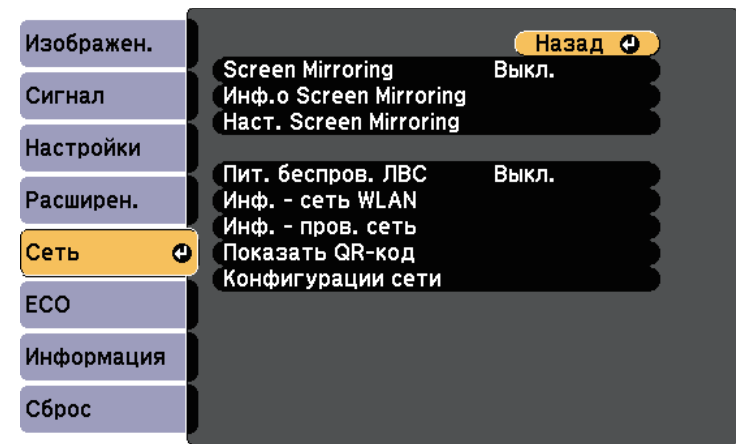 Изображен.
Сигнал
Настройки
Расширен.
Сеть
ECO
Информация
Сброс
Назад
Screen Mirroring Выкл.
Инф.о Screen Mirroring
Наст. Screen Mirroring
Пит. беспров. ЛВС Выкл.
Инф. - сеть WLAN
Инф. - пров. сеть
Показать QR-код
Конфигурации сети